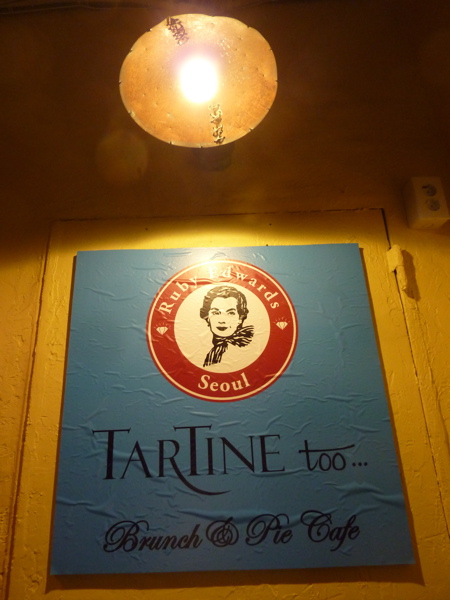 Ruby Edwards
Seoul
TARTINE too...
Brunch & Pie Cafe